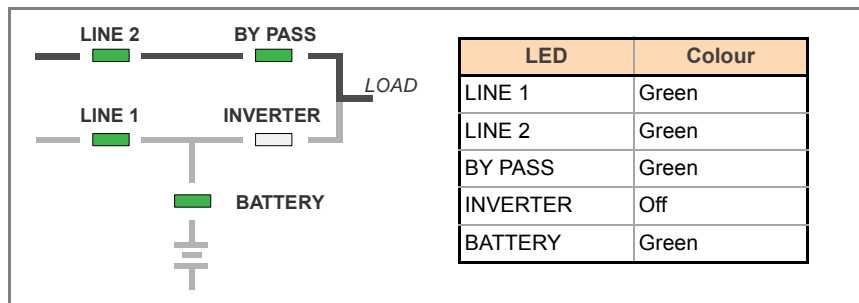 LINE 2 BY PASS
LOAD
LINE 1 INVERTER
BATTERY
LED Colour
LINE 1 Green
LINE 2 Green
BY PASS Green
INVERTER Off
BATTERY Green